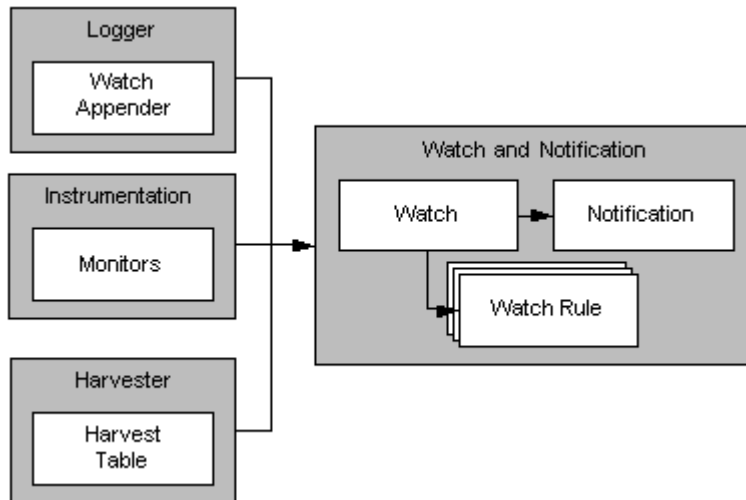 Logger
Watch
Appender
Instrumentation
Monitors
Harvester
Harvest
Table
Watch and Notification
Watch
Notification
Watch Rule